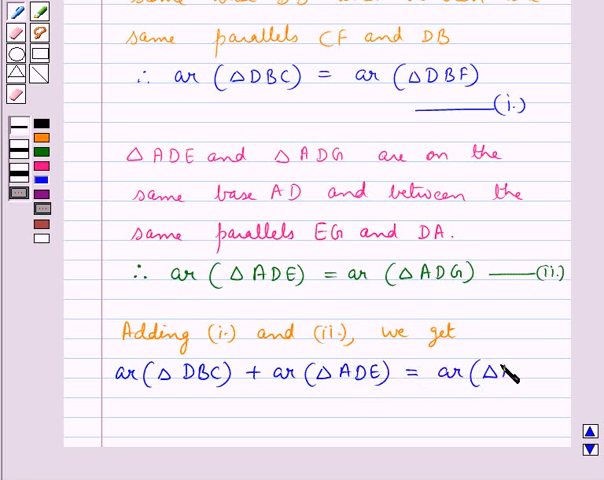 same parallels CF and DB
∴ ar (△DBC) = ar (△DBF)
——— (i.)
△ ADE and △ ADG are on the
same base AD and between the
same parallels EG and DA.
∴ ar (△ ADE) = ar (△ ADG) —— (ii.)
Adding (i.) and (ii.), we get
ar (△ DBC) + ar (△ ADE) = ar (△